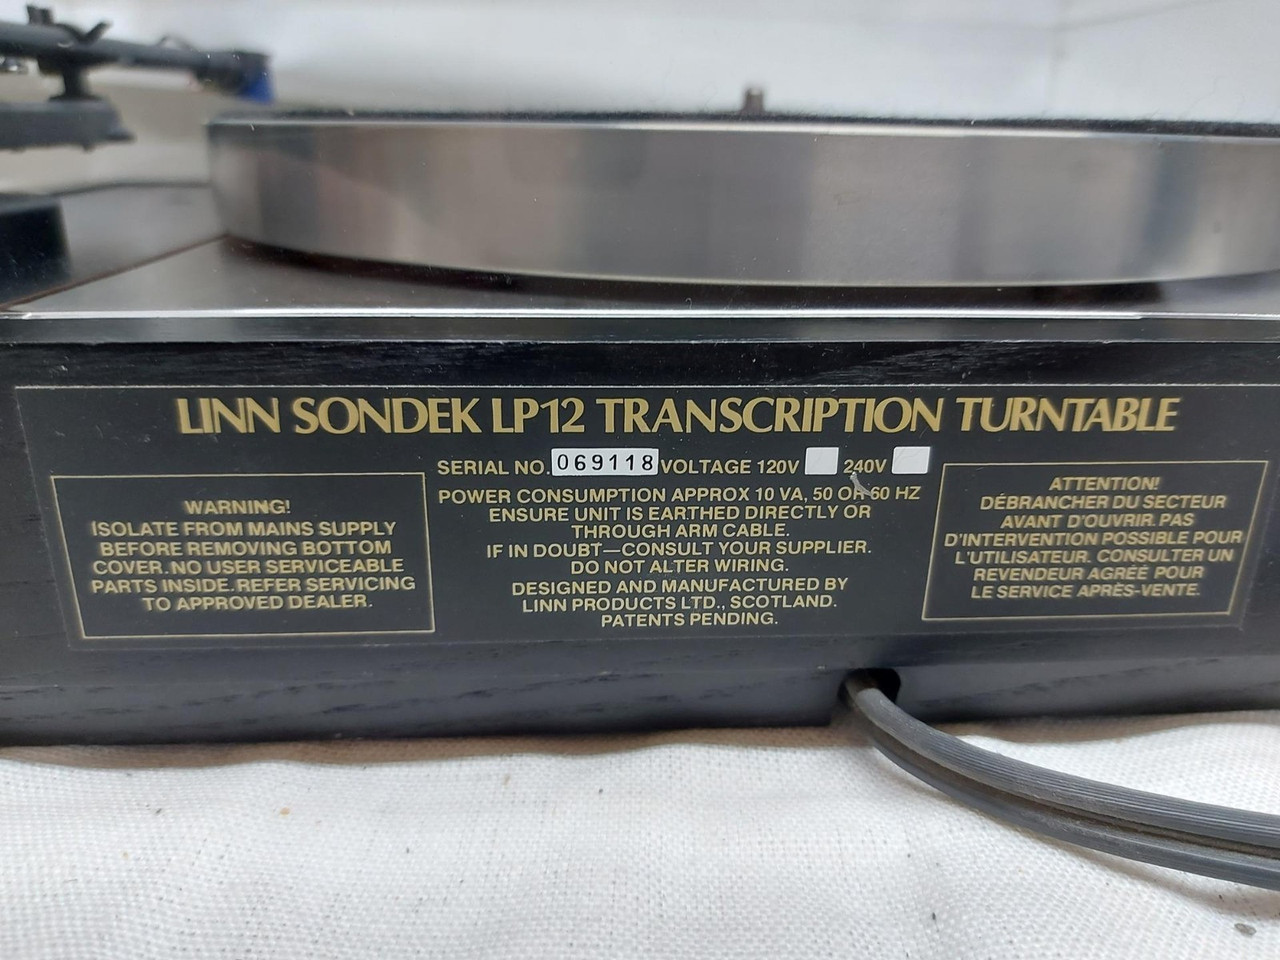 LINN SONDEK LP12 TRANSCRIPTION TURNTABLE
SERIAL NO. 069118 VOLTAGE 120V 240V
POWER CONSUMPTION APPROX 10 VA, 50 OR 60 HZ
ENSURE UNIT IS EARTHED DIRECTLY OR
THROUGH ARM CABLE.
IF IN DOUBT—CONSULT YOUR SUPPLIER.
DO NOT ALTER WIRING.
DESIGNED AND MANUFACTURED BY
LINN PRODUCTS LTD., SCOTLAND.
PATENTS PENDING.
WARNING!
ISOLATE FROM MAINS SUPPLY
BEFORE REMOVING BOTTOM
COVER. NO USER SERVICEABLE
PARTS INSIDE. REFER SERVICING
TO APPROVED DEALER.
ATTENTION!
DÉBRANCHER DU SECTEUR
AVANT D'OUVRIR. PAS
D'INTERVENTION POSSIBLE POUR
L'UTILISATEUR. CONSULTER UN
REVENDEUR AGRÉÉ POUR
LE SERVICE APRÉS-VENTE.